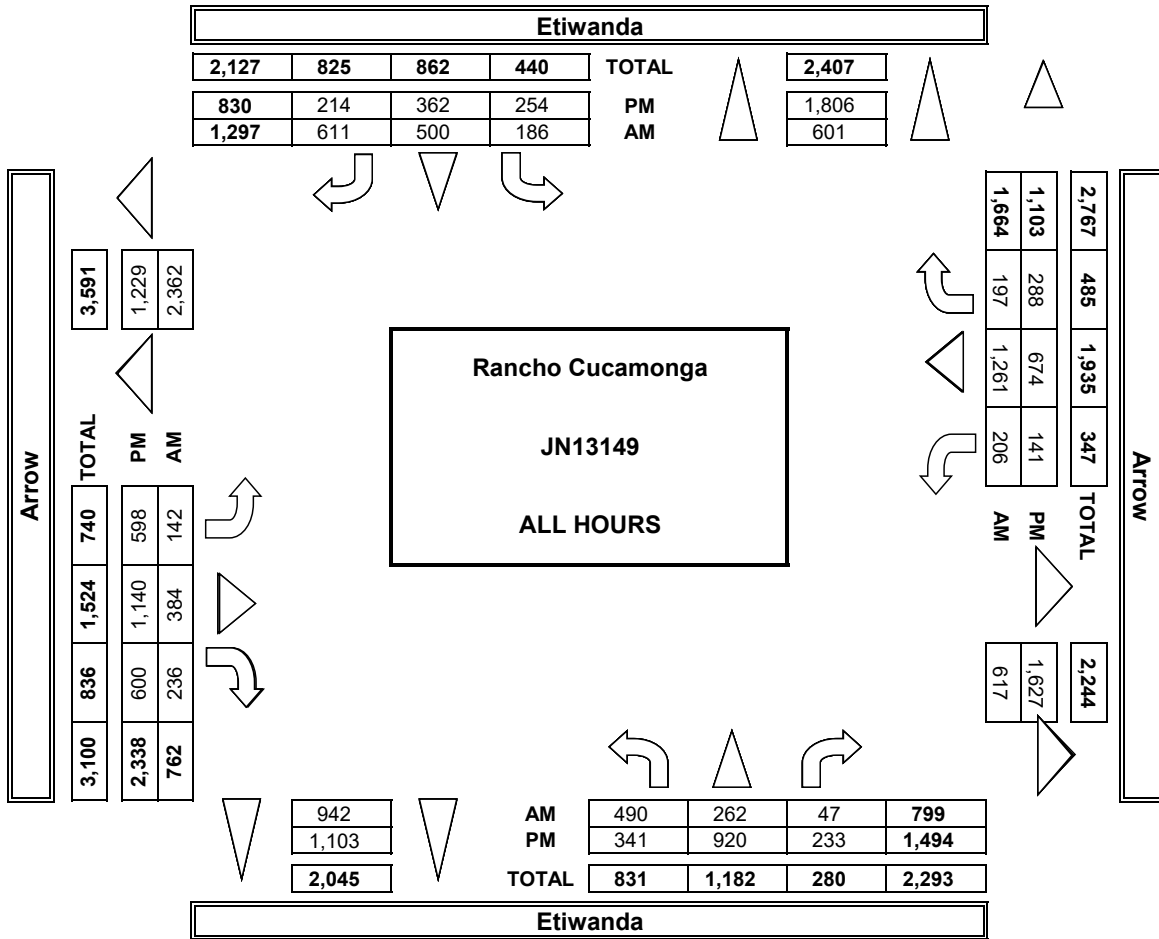 Etiwanda
2,127 825 862 440 TOTAL 2,407
830 214 362 254 PM 1,806
1,297 611 500 186 AM 601
Arrow
3,591
1,229
2,362
TOTAL
PM
AM
740 1,524 836 3,100
598 1,140 600 2,338
142 384 236 762
Rancho Cucamonga
JN13149
ALL HOURS
2,767 485 1,935 347 TOTAL 2,244
1,103 288 674 141 PM 1,627
1,664 197 1,261 206 AM 617
Arrow
942 AM 490 262 47 799
1,103 PM 341 920 233 1,494
2,045 TOTAL 831 1,182 280 2,293
Etiwanda